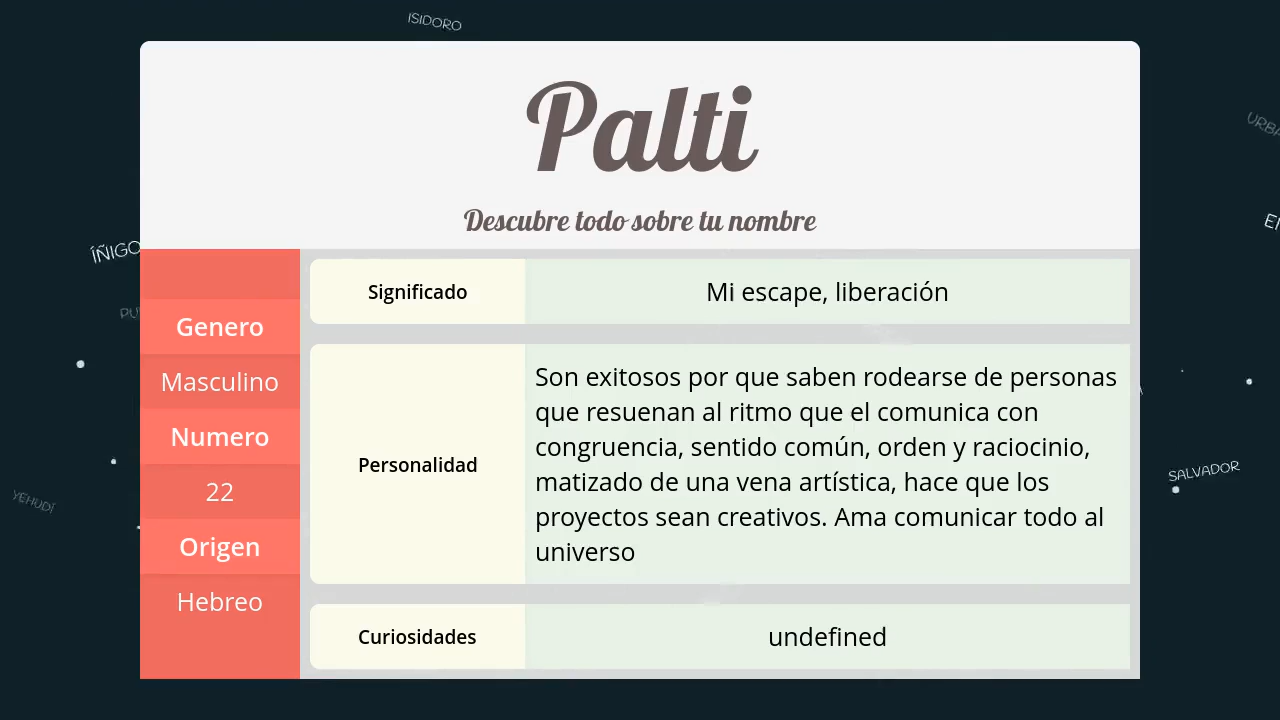 ISIDORO
Palti
Descubre todo sobre tu nombre
ÍÑIGO
Genero
Masculino
Numero
22
Origen
Hebreo
Significado
Mi escape, liberación
Personalidad
Son exitosos por que saben rodearse de personas
que resuenan al ritmo que el comunica con
congruencia, sentido común, orden y raciocinio,
matizado de una vena artística, hace que los
proyectos sean creativos. Ama comunicar todo al
universo
Curiosidades
undefined
SALVADOR
YEHUDÍ